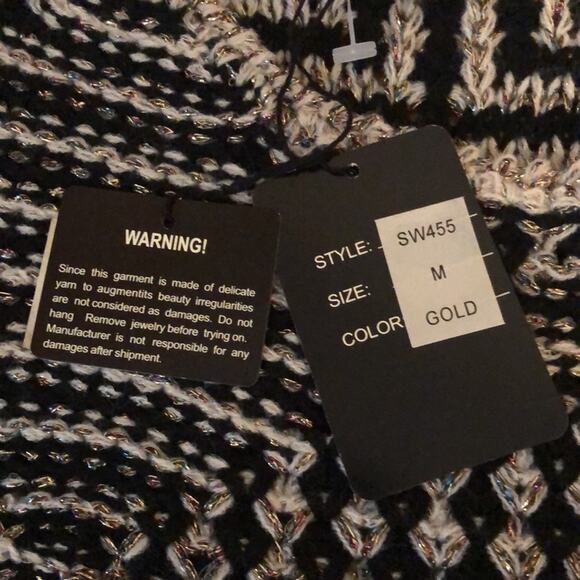 WARNING!
Since this garment is made of delicate
yarn to augmentits beauty irregularities
are not considered as damages. Do not
hang Remove jewelry before trying on.
Manufacturer is not responsible for any
damages after shipment.
STYLE: SW455
SIZE: M
COLOR GOLD